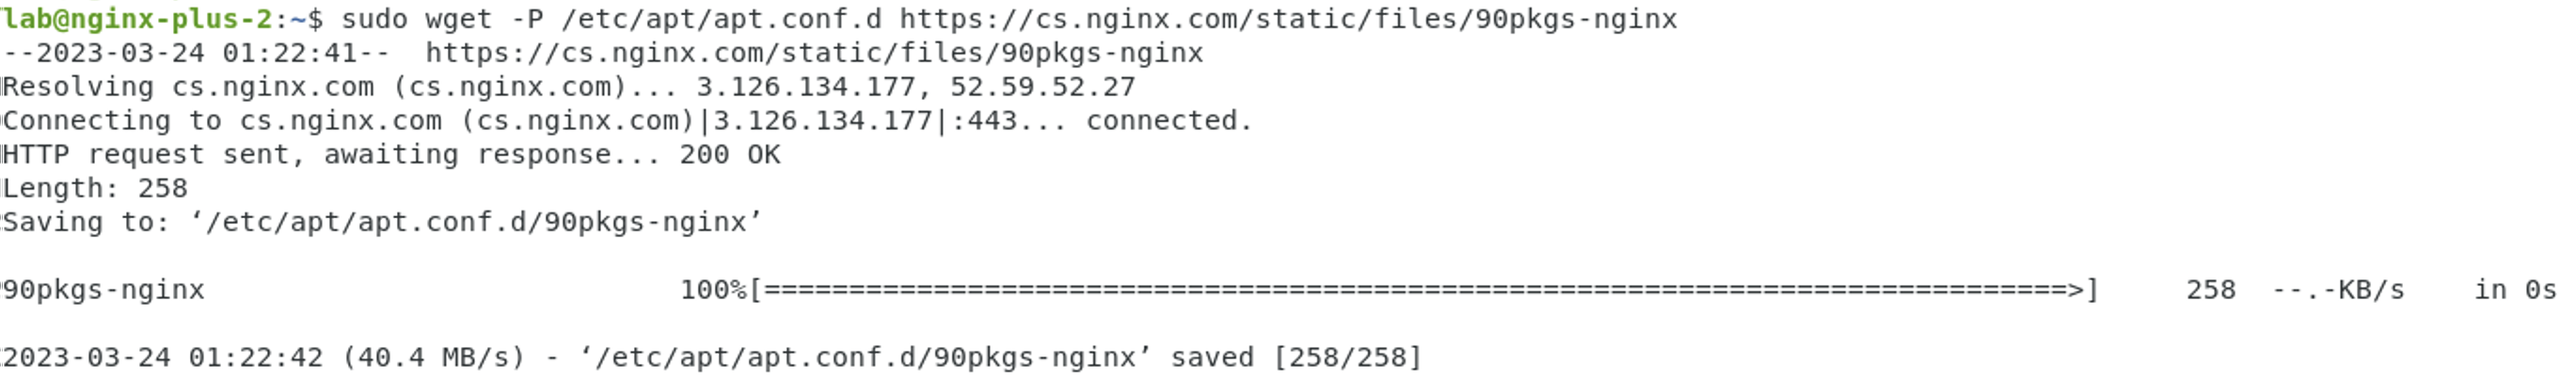 lab@nginx-plus-2:~$ sudo wget -P /etc/apt/apt.conf.d https://cs.nginx.com/static/files/90pkgs-nginx
--2023-03-24 01:22:41--  https://cs.nginx.com/static/files/90pkgs-nginx
Resolving cs.nginx.com (cs.nginx.com)... 3.126.134.177, 52.59.52.27
Connecting to cs.nginx.com (cs.nginx.com)|3.126.134.177|:443... connected.
HTTP request sent, awaiting response... 200 OK
Length: 258
Saving to: ‘/etc/apt/apt.conf.d/90pkgs-nginx’
90pkgs-nginx                            100%[=============================================================================>]     258  --.-KB/s    in 0s
2023-03-24 01:22:42 (40.4 MB/s) - ‘/etc/apt/apt.conf.d/90pkgs-nginx’ saved [258/258]